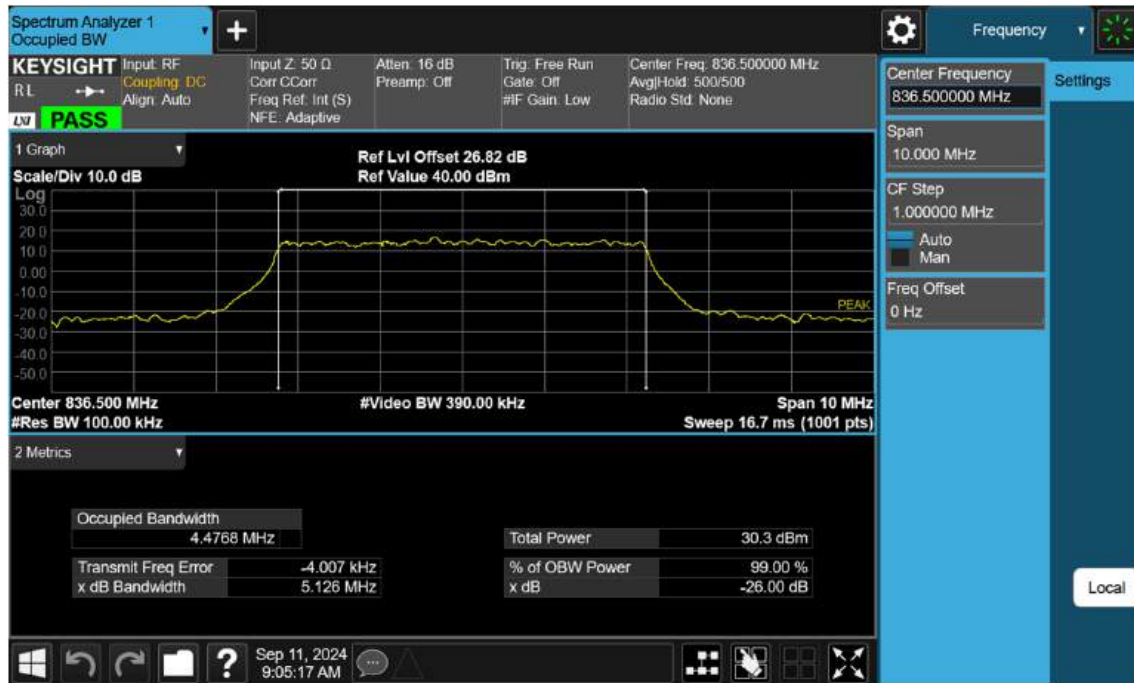 Spectrum Analyzer 1
Occupied BW
Frequency
KEYSIGHT
R L
LXI
PASS
Input: RF
Coupling: DC
Align: Auto
Input Z: 50 Ω
Corr CCorr
Freq Ref: Int (S)
NFE: Adaptive
Atten: 16 dB
Preamp: Off
Trig: Free Run
Gate: Off
#IF Gain: Low
Center Freq: 836.500000 MHz
Avg|Hold: 500/500
Radio Std: None
Center Frequency
836.500000 MHz
Settings
Span
10.000 MHz
CF Step
1.000000 MHz
Auto
Man
Freq Offset
0 Hz
1 Graph
Scale/Div 10.0 dB
Ref Lvl Offset 26.82 dB
Ref Value 40.00 dBm
Log
30.0
20.0
10.0
0.00
-10.0
-20.0
-30.0
-40.0
-50.0
PEAK
Center 836.500 MHz
#Video BW 390.00 kHz
Span 10 MHz
#Res BW 100.00 kHz
Sweep 16.7 ms (1001 pts)
2 Metrics
Occupied Bandwidth
4.4768 MHz
Total Power 30.3 dBm
Transmit Freq Error -4.007 kHz
% of OBW Power 99.00 %
x dB Bandwidth 5.126 MHz
x dB -26.00 dB
Local
?
Sep 11, 2024
9:05:17 AM